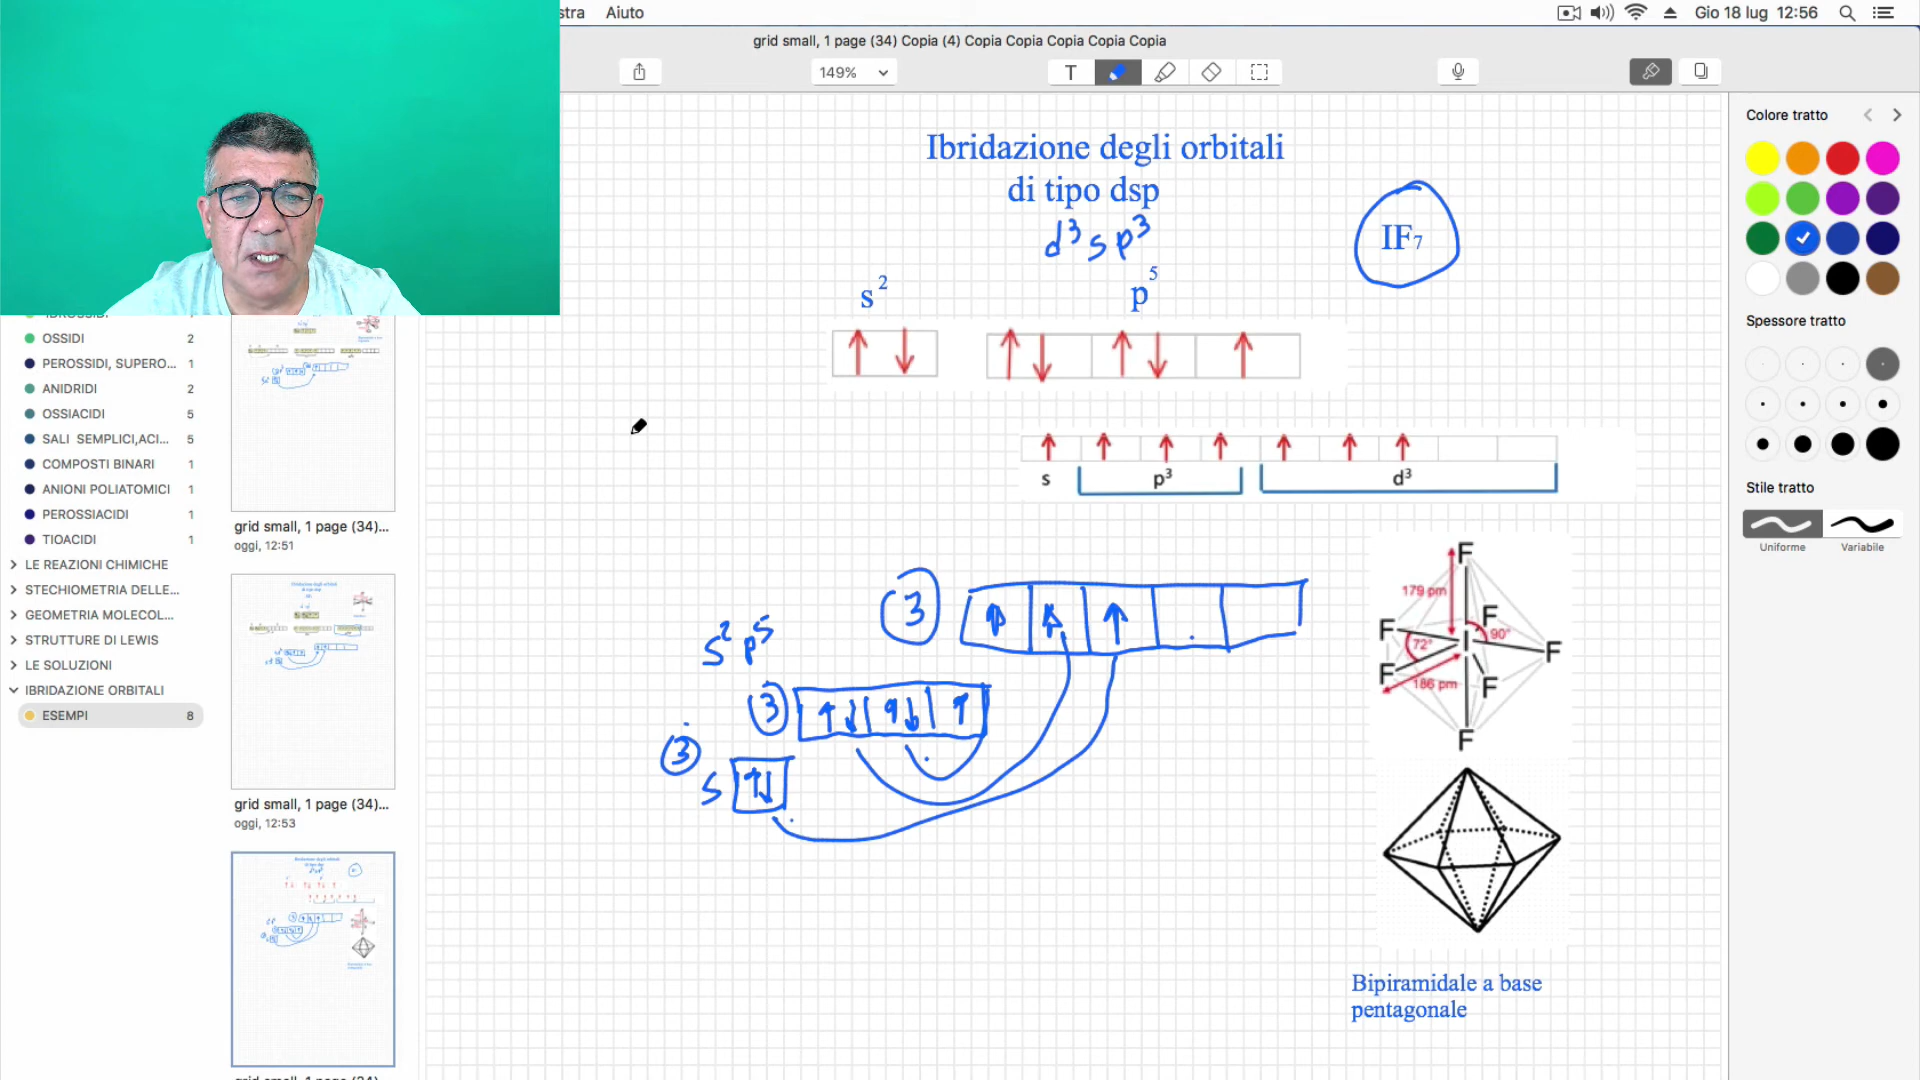 stra Aiuto
Gio 18 lug 12:56
grid small, 1 page (34) Copia (4) Copia Copia Copia Copia Copia
149%
T
OSSIDI 2
PEROSSIDI, SUPERO... 1
ANIDRIDI 2
OSSIACIDI 5
SALI SEMPLICI,ACI... 5
COMPOSTI BINARI 1
ANIONI POLIATOMICI 1
PEROSSIACIDI 1
TIOACIDI 1
LE REAZIONI CHIMICHE
STECHIOMETRIA DELLE...
GEOMETRIA MOLECOL...
STRUTTURE DI LEWIS
LE SOLUZIONI
IBRIDAZIONE ORBITALI
ESEMPI 8
grid small, 1 page (34)...
oggi, 12:51
grid small, 1 page (34)...
oggi, 12:53
Ibridazione degli orbitali
di tipo dsp
d³ s p³
IF₇
s²
p⁵
s p³ d³
3
s² p⁵
3
3
s
F
179 pm
F
F
90°
72°
I
F
F
186 pm
F
F
Bipiramidale a base
pentagonale
Colore tratto
Spessore tratto
Stile tratto
Uniforme Variabile